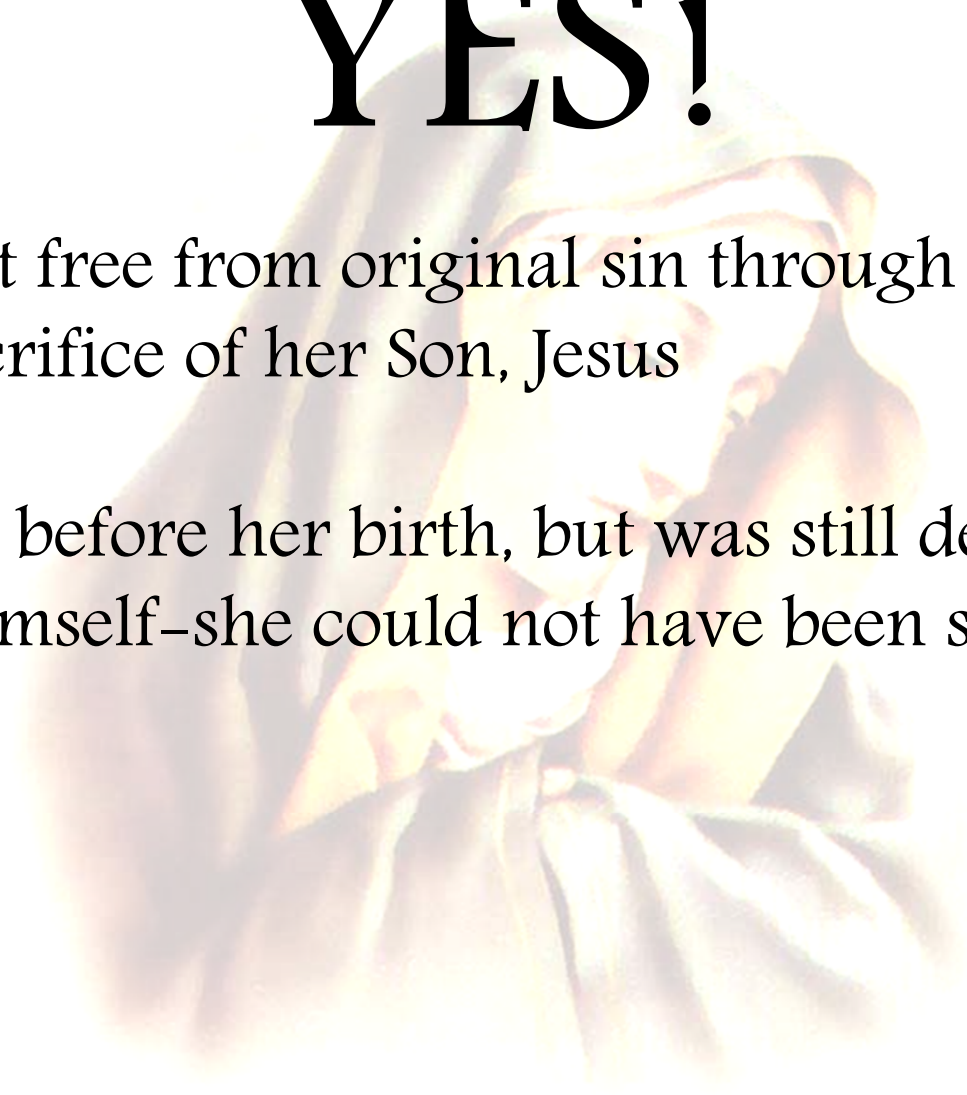 YES!
t free from original sin through
crifice of her Son, Jesus
before her birth, but was still de
mself-she could not have been s